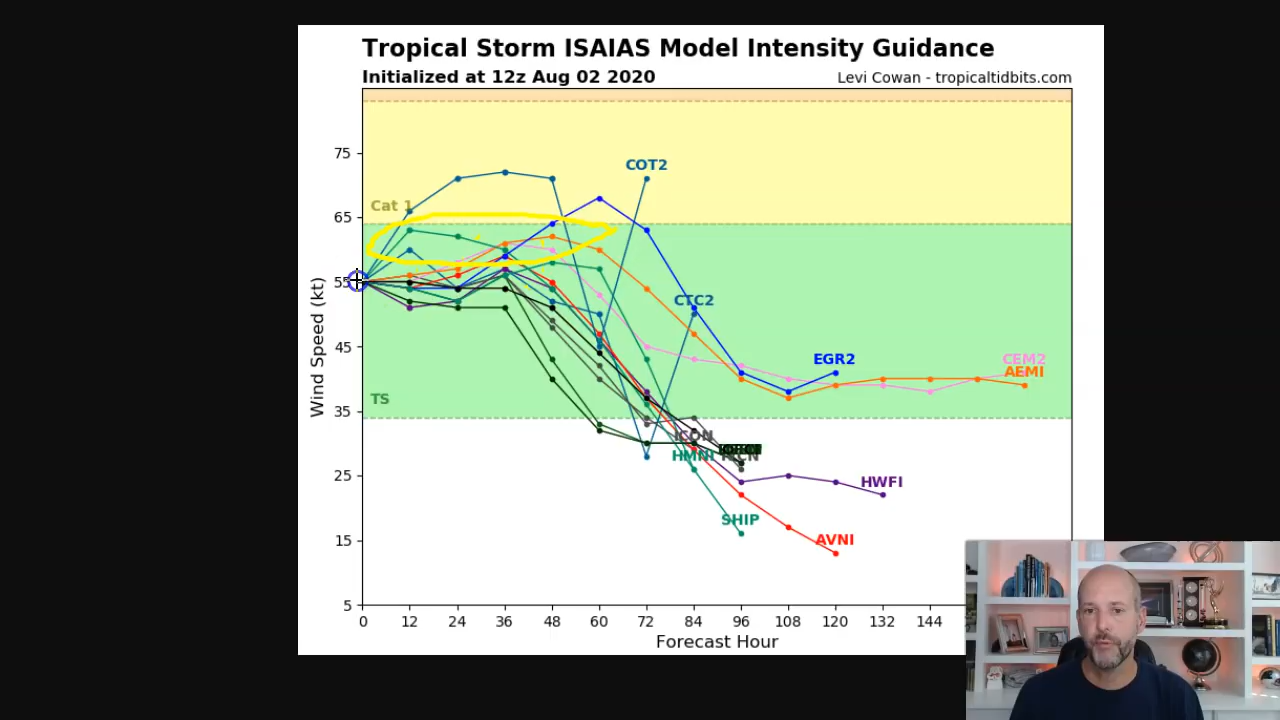 Tropical Storm ISAIAS Model Intensity Guidance
Initialized at 12z Aug 02 2020
Levi Cowan - tropicaltidbits.com
75
COT2
Cat 1
65
Wind Speed (kt)
55
CTC2
45
EGR2
CEM2
AEMI
TS
35
ICON
HMNI
25
HWFI
SHIP
AVNI
15
5
0 12 24 36 48 60 72 84 96 108 120 132 144
Forecast Hour